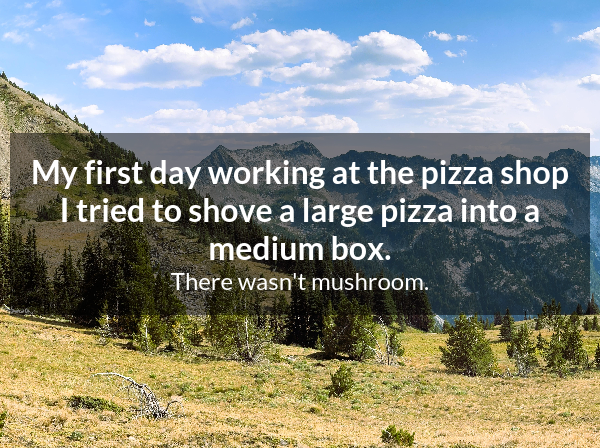 My first day working at the pizza shop
I tried to shove a large pizza into a
medium box.
There wasn't mushroom.